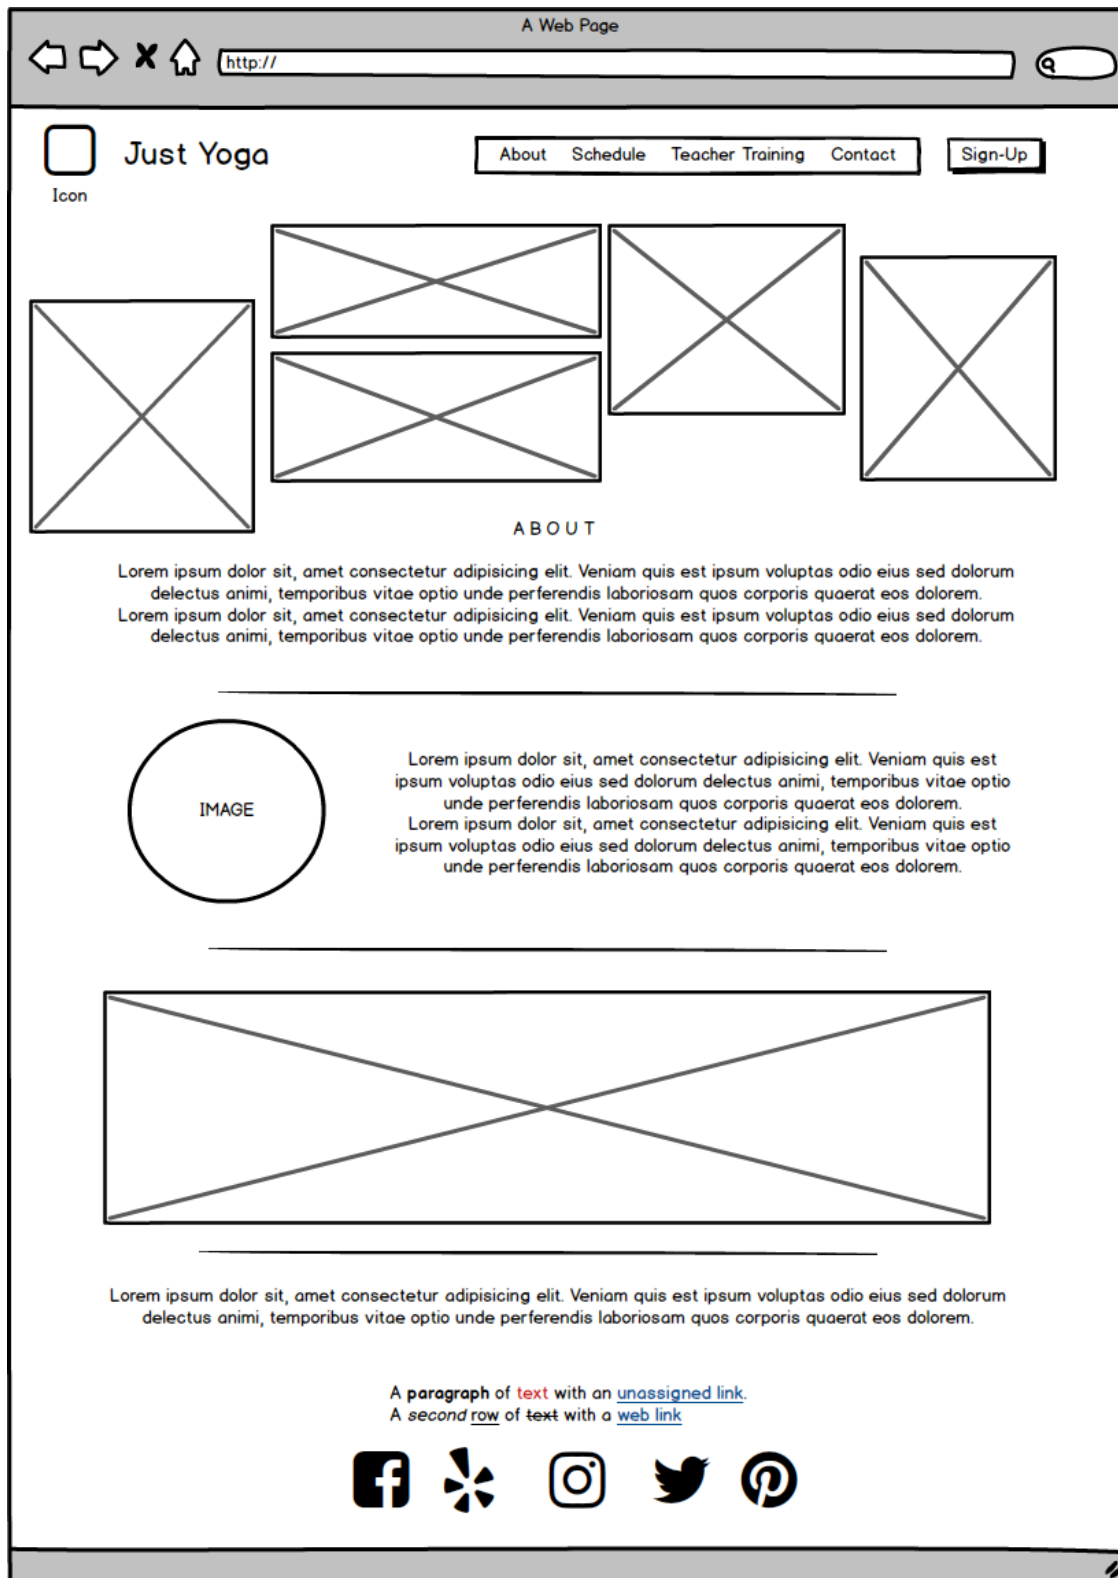 A Web Page
http://
Just Yoga
About Schedule Teacher Training Contact
Sign-Up
Icon
ABOUT
Lorem ipsum dolor sit, amet consectetur adipisicing elit. Veniam quis est ipsum voluptas odio eius sed dolorum
delectus animi, temporibus vitae optio unde perferendis laboriosam quos corporis quaerat eos dolorem.
Lorem ipsum dolor sit, amet consectetur adipisicing elit. Veniam quis est ipsum voluptas odio eius sed dolorum
delectus animi, temporibus vitae optio unde perferendis laboriosam quos corporis quaerat eos dolorem.
IMAGE
Lorem ipsum dolor sit, amet consectetur adipisicing elit. Veniam quis est
ipsum voluptas odio eius sed dolorum delectus animi, temporibus vitae optio
unde perferendis laboriosam quos corporis quaerat eos dolorem.
Lorem ipsum dolor sit, amet consectetur adipisicing elit. Veniam quis est
ipsum voluptas odio eius sed dolorum delectus animi, temporibus vitae optio
unde perferendis laboriosam quos corporis quaerat eos dolorem.
Lorem ipsum dolor sit, amet consectetur adipisicing elit. Veniam quis est ipsum voluptas odio eius sed dolorum
delectus animi, temporibus vitae optio unde perferendis laboriosam quos corporis quaerat eos dolorem.
A paragraph of text with an unassigned link.
A second row of text with a web link